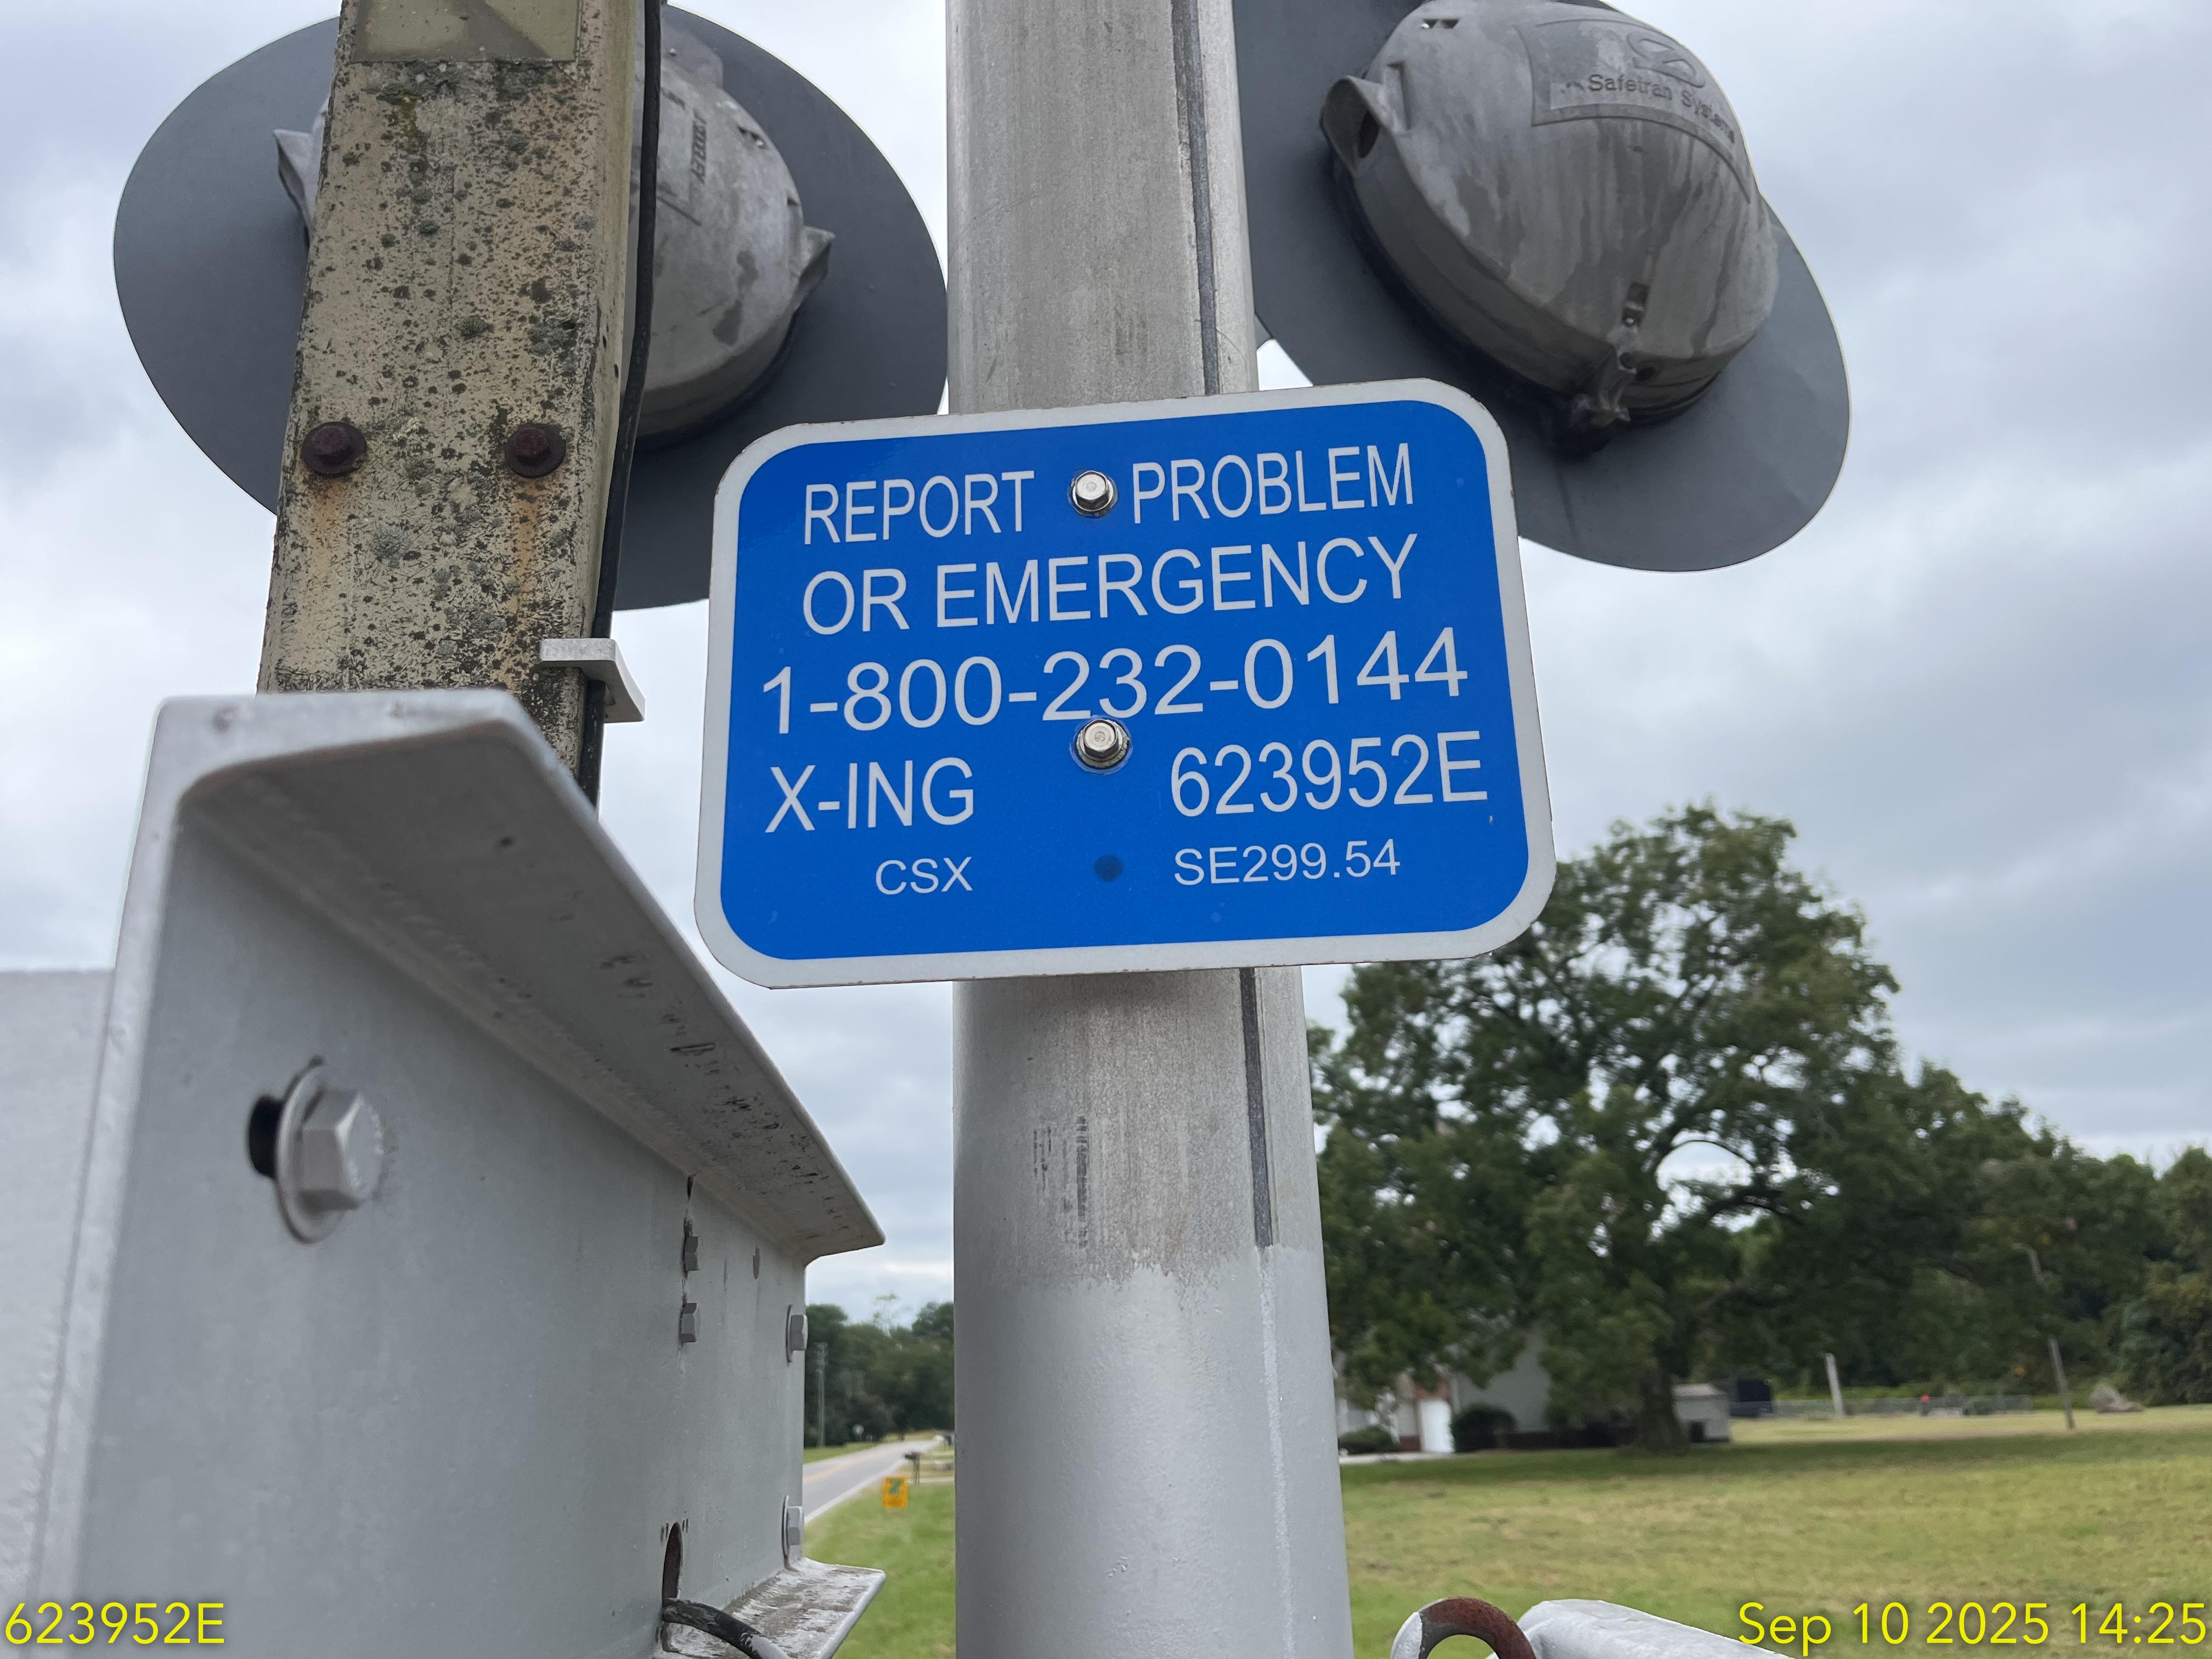 Safetran Systems
REPORT PROBLEM
OR EMERGENCY
1-800-232-0144
X-ING 623952E
CSX SE299.54
623952E
Sep 10 2025 14:25